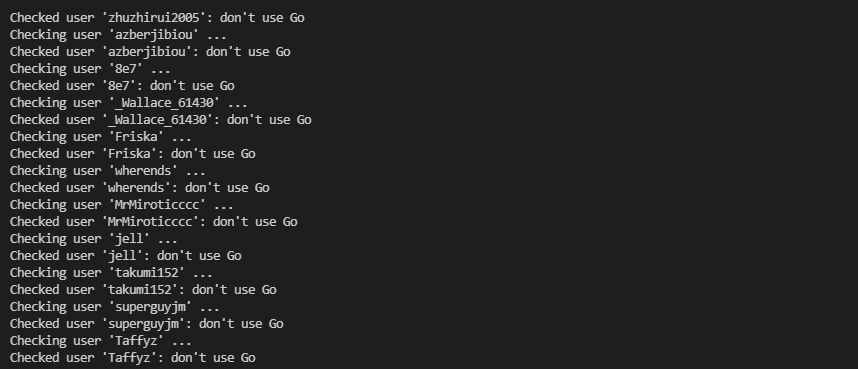 Checked user 'zhuzhirui2005': don't use Go
Checking user 'azberjibiou' ...
Checked user 'azberjibiou': don't use Go
Checking user '8e7' ...
Checked user '8e7': don't use Go
Checking user '_Wallace_61430' ...
Checked user '_Wallace_61430': don't use Go
Checking user 'Friska' ...
Checked user 'Friska': don't use Go
Checking user 'wherends' ...
Checked user 'wherends': don't use Go
Checking user 'MrMiroticccc' ...
Checked user 'MrMiroticccc': don't use Go
Checking user 'jell' ...
Checked user 'jell': don't use Go
Checking user 'takumi152' ...
Checked user 'takumi152': don't use Go
Checking user 'superguyjm' ...
Checked user 'superguyjm': don't use Go
Checking user 'Taffyz' ...
Checked user 'Taffyz': don't use Go